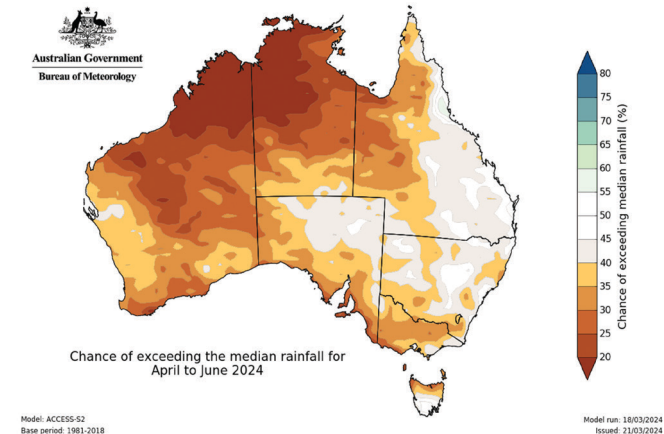 Australian Government
Bureau of Meteorology
80
75
70
65
60
55
50
45
40
35
30
25
20
Chance of exceeding median rainfall (%)
Chance of exceeding the median rainfall for
April to June 2024
Model: ACCESS-S2
Base period: 1981-2018
Model run: 18/03/2024
Issued: 21/03/2024